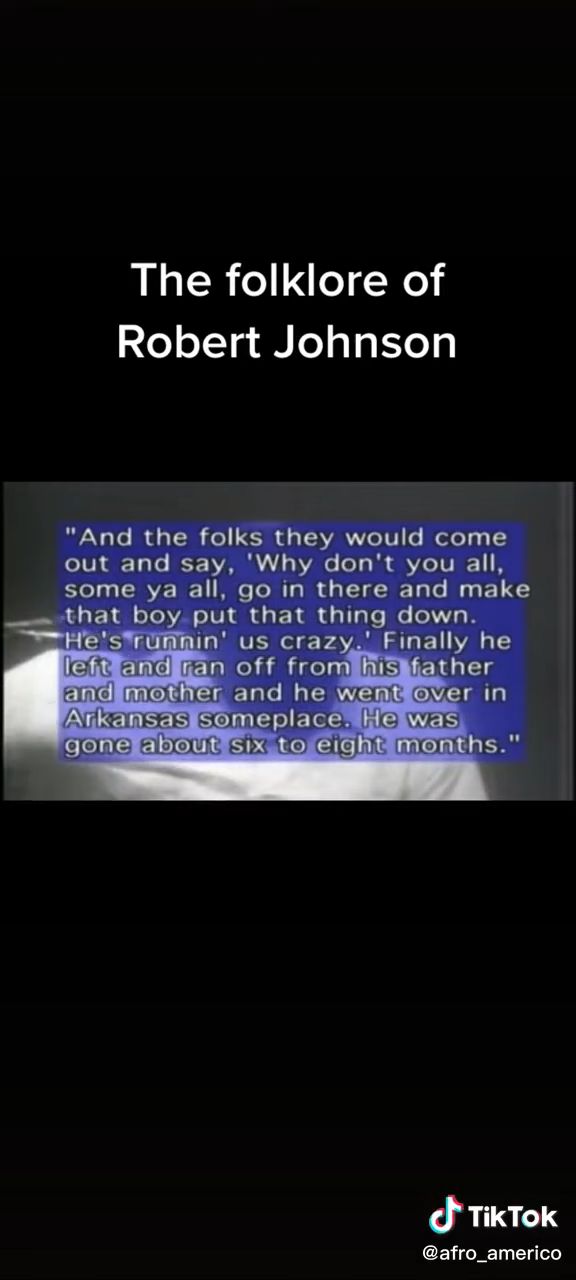 The folklore of
Robert Johnson
"And the folks they would come
out and say, 'Why don't you all,
some ya all, go in there and make
that boy put that thing down.
He's runnin' us crazy.' Finally he
left and ran off from his father
and mother and he went over in
Arkansas someplace. He was
gone about six to eight months."
TikTok
@afro_americo